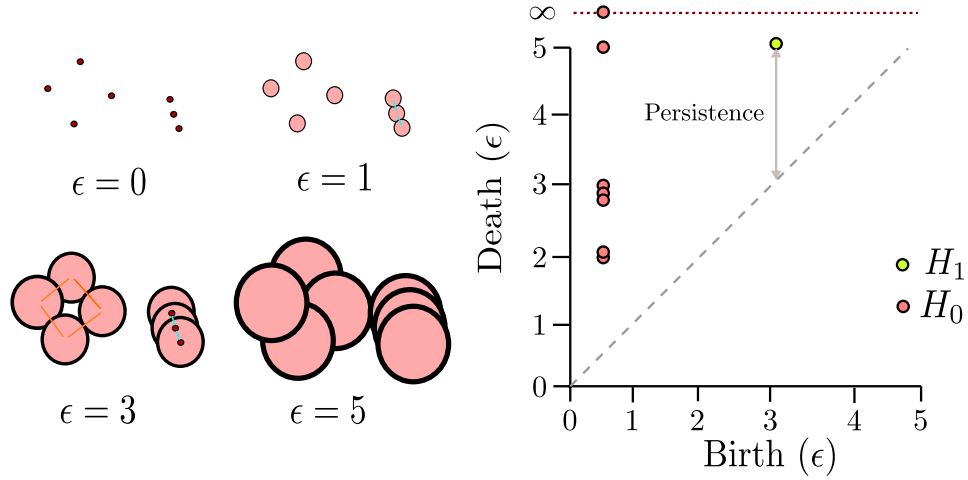 ϵ = 0
ϵ = 1
ϵ = 3
ϵ = 5
∞
5
4
3
2
1
0
Death (ϵ)
Persistence
H₁
H₀
0 1 2 3 4 5
Birth (ϵ)